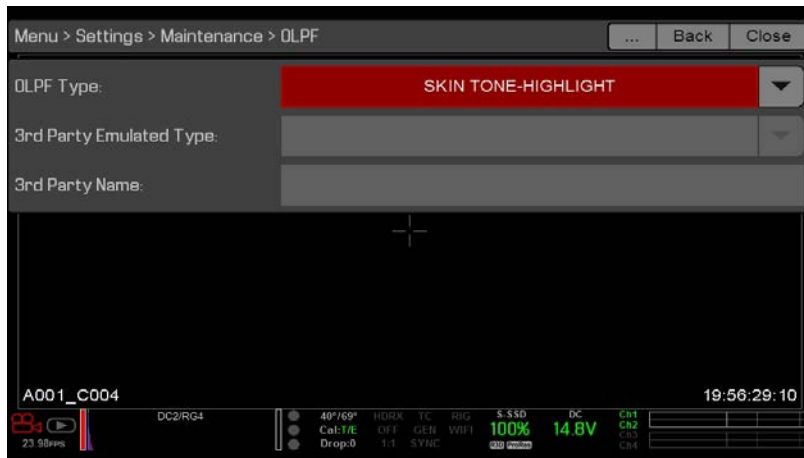 Menu > Settings > Maintenance > OLPF ... Back Close
OLPF Type: SKIN TONE-HIGHLIGHT
3rd Party Emulated Type:
3rd Party Name:
A001_C004 19:56:29:10
DC2/RG4 40°/69° HDRX TC RIG S-SSD DC Ch1
Cal:T/E OFF GEN WIFI 100% 14.8V Ch2
23.98FPS Drop:0 1:1 SYNC R3D ProRes Ch3
Ch4